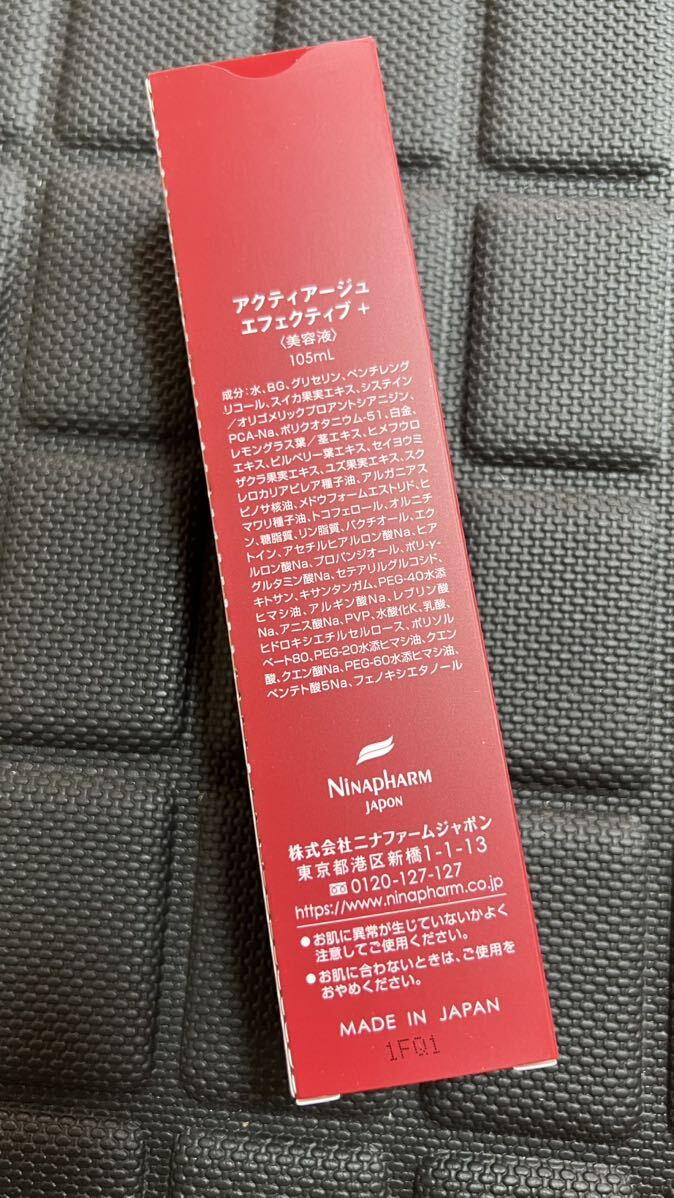 アクティアージュ
エフェクティブ +
〈美容液〉
105mL
成分:水、BG、グリセリン、ペンチレング
リコール、スイカ果実エキス、システイン
/オリゴメリックプロアントシアニジン、
PCA-Na、ポリクオタニウム-51、白金、
レモングラス葉/茎エキス、ヒメフウロ
エキス、ビルベリー葉エキス、セイヨウミ
ザクラ果実エキス、ユズ果実エキス、スク
レロカリアビレア種子油、アルガニアス
ピノサ核油、メドウフォームエストリド、ヒ
マワリ種子油、トコフェロール、オルニチ
ン、糖脂質、リン脂質、バクチオール、エク
トイン、アセチルヒアルロン酸Na、ヒア
ルロン酸Na、プロパンジオール、ポリ-γ-
グルタミン酸Na、セテアリルグルコシド、
キトサン、キサンタンガム、PEG-40水添
ヒマシ油、アルギン酸Na、レブリン酸
Na、アニス酸Na、PVP、水酸化K、乳酸、
ヒドロキシエチルセルロース、ポリソル
ベート80、PEG-20水添ヒマシ油、クエン
酸、クエン酸Na、PEG-60水添ヒマシ油、
ペンテト酸5Na、フェノキシエタノール
NINAPHARM
JAPON
株式会社ニナファームジャポン
東京都港区新橋1-1-13
0120-127-127
https://www.ninapharm.co.jp
●お肌に異常が生じていないかよく
注意してご使用ください。
●お肌に合わないときは、ご使用を
おやめください。
MADE IN JAPAN
1FQ1